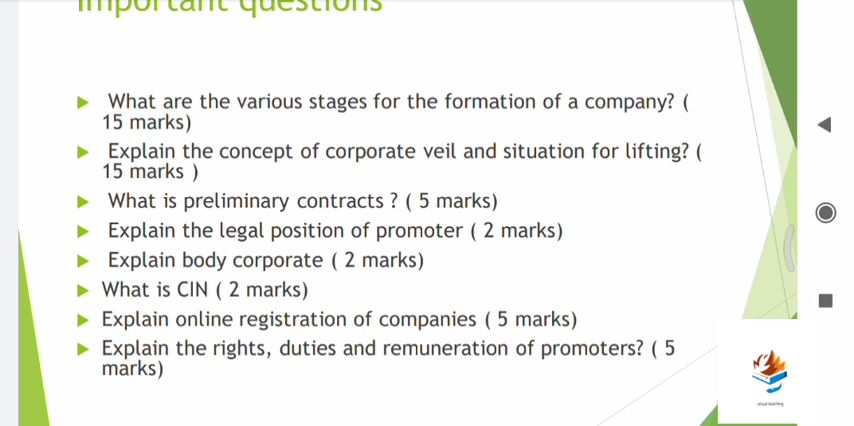 Important questions
What are the various stages for the formation of a company? (
15 marks)
Explain the concept of corporate veil and situation for lifting? (
15 marks )
What is preliminary contracts ? ( 5 marks)
Explain the legal position of promoter ( 2 marks)
Explain body corporate ( 2 marks)
What is CIN ( 2 marks)
Explain online registration of companies ( 5 marks)
Explain the rights, duties and remuneration of promoters? ( 5
marks)